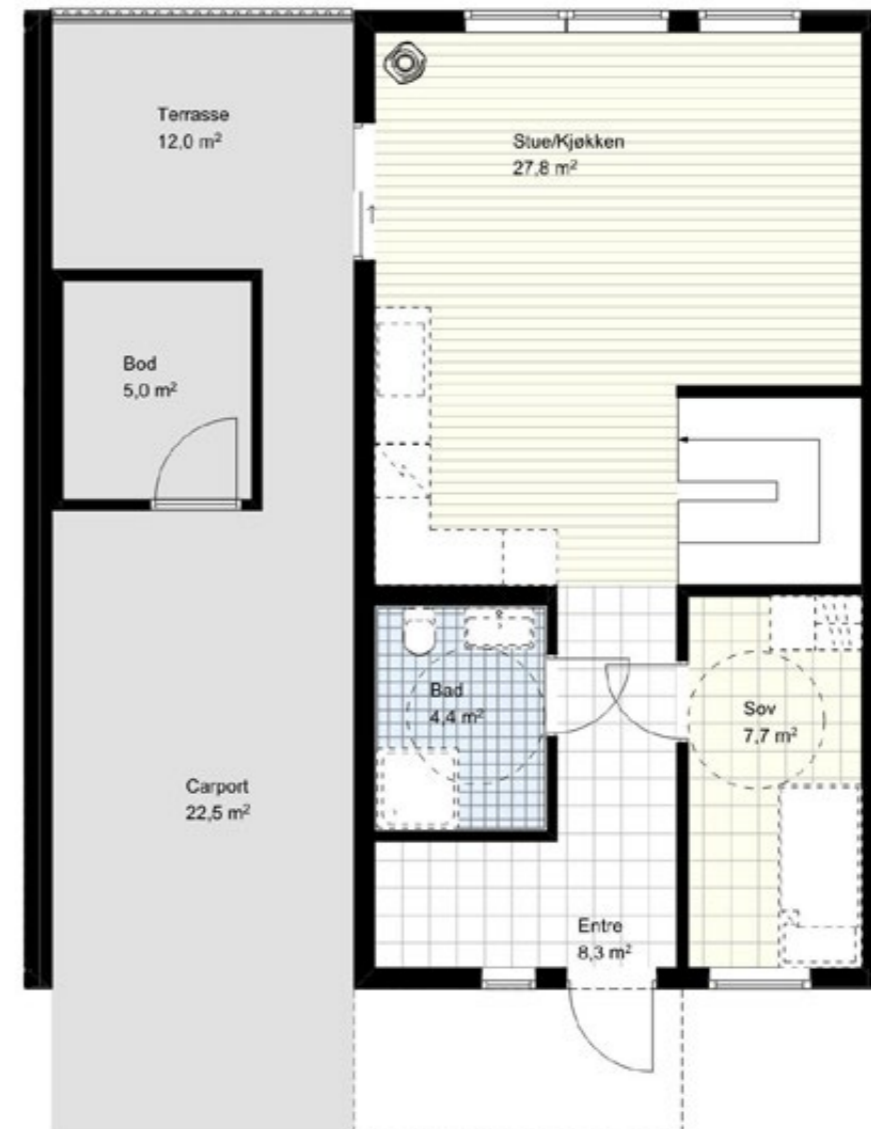 Terrasse
12,0 m²
Stue/Kjøkken
27,8 m²
Bod
5,0 m²
Bad
4,4 m²
Sov
7,7 m²
Carport
22,5 m²
Entre
8,3 m²